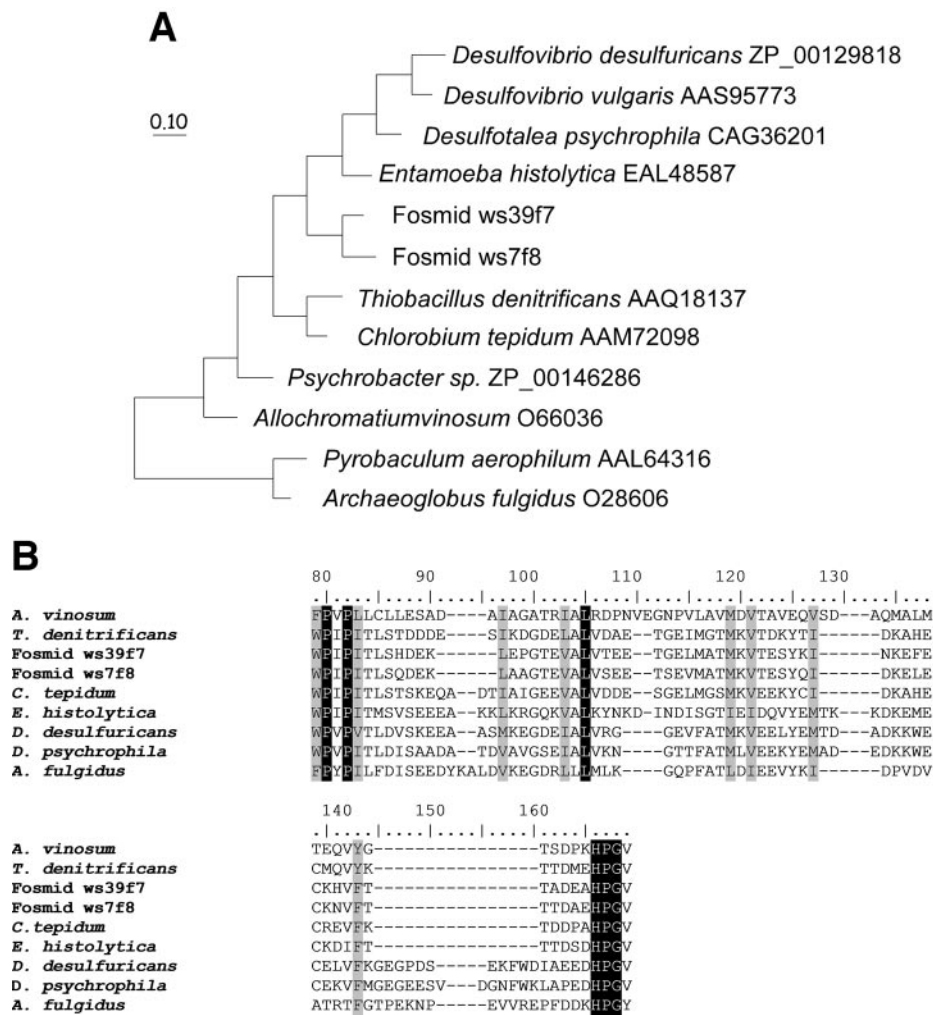 A
0.10
Desulfovibrio desulfuricans ZP_00129818
Desulfovibrio vulgaris AAS95773
Desulfotalea psychrophila CAG36201
Entamoeba histolytica EAL48587
Fosmid ws39f7
Fosmid ws7f8
Thiobacillus denitrificans AAQ18137
Chlorobium tepidum AAM72098
Psychrobacter sp. ZP_00146286
Allochromatiumvinosum O66036
Pyrobaculum aerophilum AAL64316
Archaeoglobus fulgidus O28606
B
80 90 100 110 120 130
A. vinosum FPVPLLCLLESAD----AIAGATRLALRDPNVEGNPVLAVMDVTAVEQVSD---AQMALM
T. denitrificans WPIPITLSTDDDE----SIKDGDELALVDAE--TGEIMGTMKVTDKYTI------DKAHE
Fosmid ws39f7 WPIPITLSHDEK-----LEPGTEVALVTEE--TGELMATMKVTESYKI------NKEFE
Fosmid ws7f8 WPIPITLSQDEK-----LAAGTEVALVSEE--TSEVMATMKVTESYKI------DKELE
C. tepidum WPIPITLSTSKEQA--DTIAIGEEVALVDDE--SGELMGSMKVEEKYCI------DKAHE
E. histolytica WPIPITMSVSEEEA--KKLKRGQKVALKYNKD-INDISGTIEIDQVYEMTK---KDKEME
D. desulfuricans WPVPVTLDVSKEEA--ASMKEGDEIALVRG---GEVFATMKVEELYEMTD---ADKKWE
D. psychrophila WPVPITLDISAADA--TDVAVGSEIALVKN---GTTFATMLVEEKYEMAD---EDKKWE
A. fulgidus FPYPILFDISEEDYKALDVKEGDRLLLMLK---GQPFATLDIEEVYKI------DPVDV
140 150 160
A. vinosum TEQVYG----------------TSDPKHPGV
T. denitrificans CMQVYK----------------TTDMEHPGV
Fosmid ws39f7 CKHVFT----------------TADEAHPGV
Fosmid ws7f8 CKNVFT----------------TTDAEHPGV
C.tepidum CREVFK----------------TDDPAHPGV
E. histolytica CKDIFT----------------TTDSDHPGV
D. desulfuricans CELVFKGEGPDS-----EKFWDIAEEDHPGV
D. psychrophila CEKVFMGEGEESV----DGNFWKLAPEDHPGV
A. fulgidus ATRTFGTPEKNP-----EVVREPFDDKHPGY